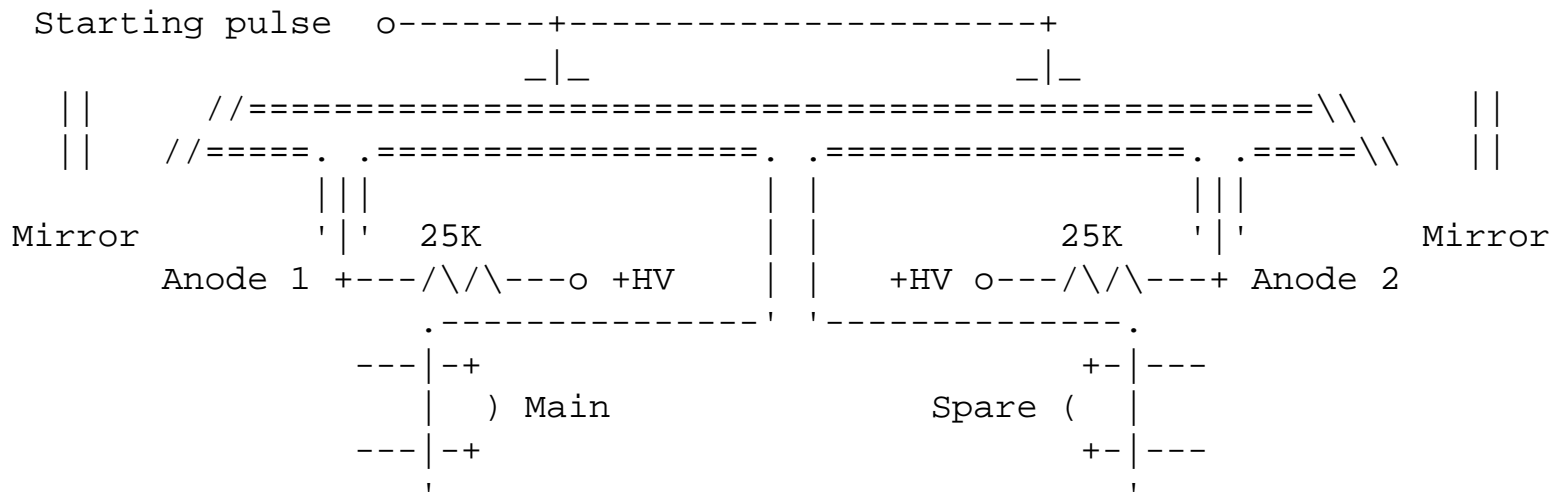 Starting pulse o-------+----------------------+
_|_ _|_
|| //==================================================\\ ||
|| //=====. .==================. .=================. .=====\\ ||
||| | | |||
Mirror '|' 25K | | 25K '|' Mirror
Anode 1 +---/\/\---o +HV | | +HV o---/\/\---+ Anode 2
.---------------' '--------------.
---|-+ +-|---
| ) Main Spare ( |
---|-+ +-|---
' '